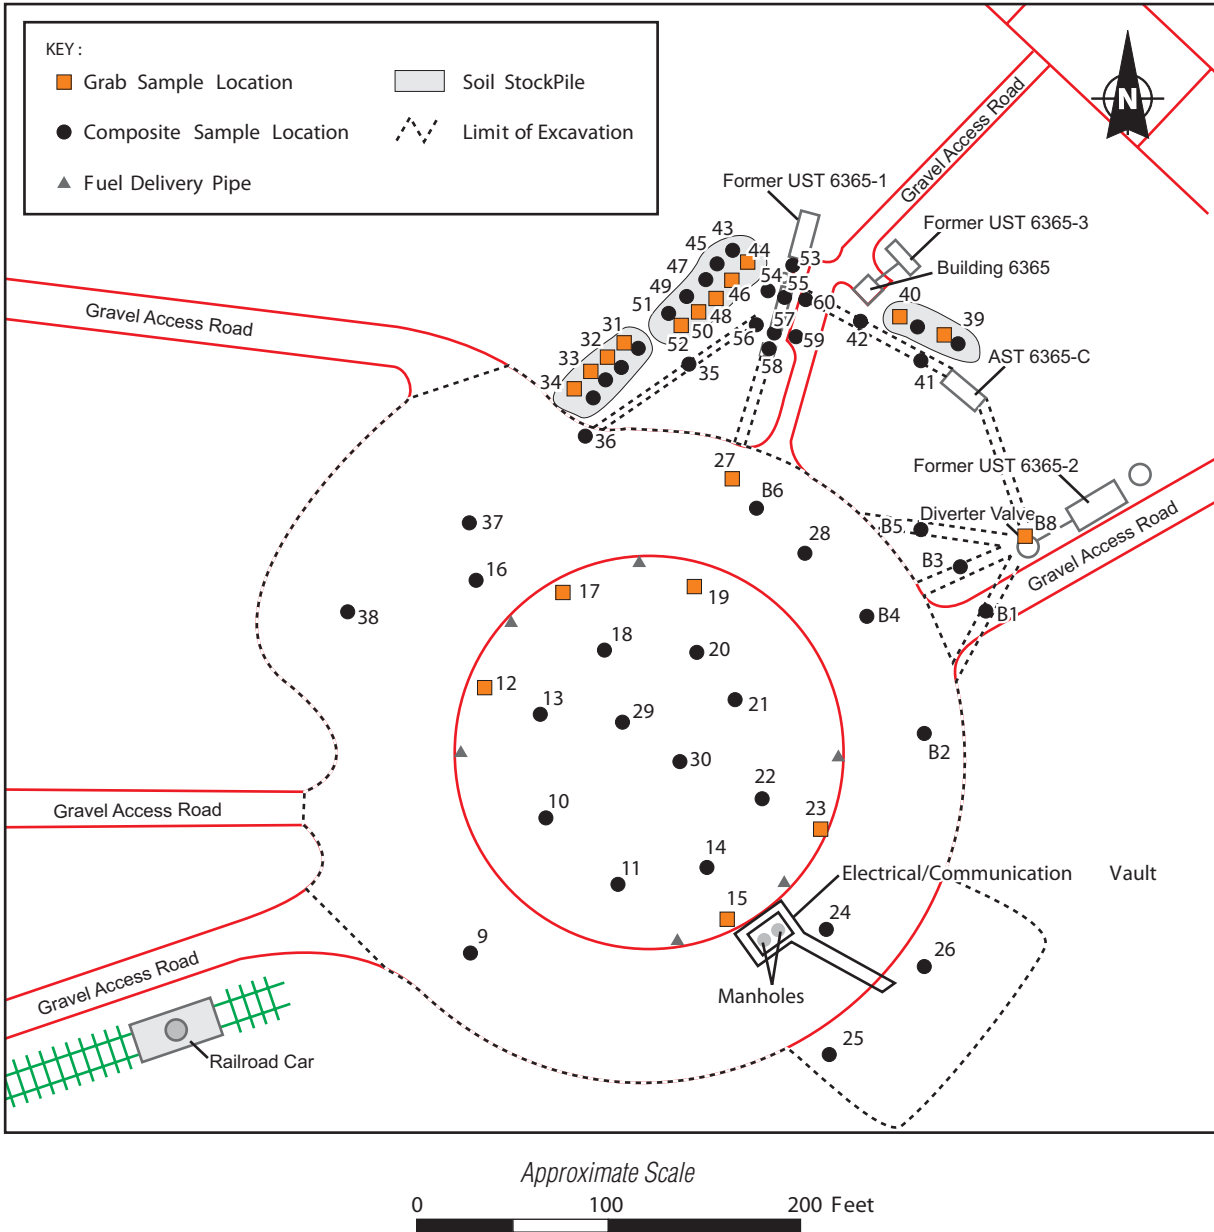 KEY :
Grab Sample Location
Soil StockPile
Composite Sample Location
Limit of Excavation
Fuel Delivery Pipe
N
Gravel Access Road
Former UST 6365-1
Former UST 6365-3
Building 6365
43
44
45
47
49
51
46
48
50
52
53
54
55
60
56
57
59
58
42
40
39
41
AST 6365-C
31
32
33
34
35
36
Gravel Access Road
27
B6
28
Former UST 6365-2
Diverter Valve
B8
B5
B3
B1
B4
B2
Gravel Access Road
37
16
38
17
19
18
20
12
13
29
21
30
22
10
23
14
11
15
9
Gravel Access Road
Electrical/Communication Vault
24
26
25
Manholes
Gravel Access Road
Railroad Car
Approximate Scale
0 100 200 Feet